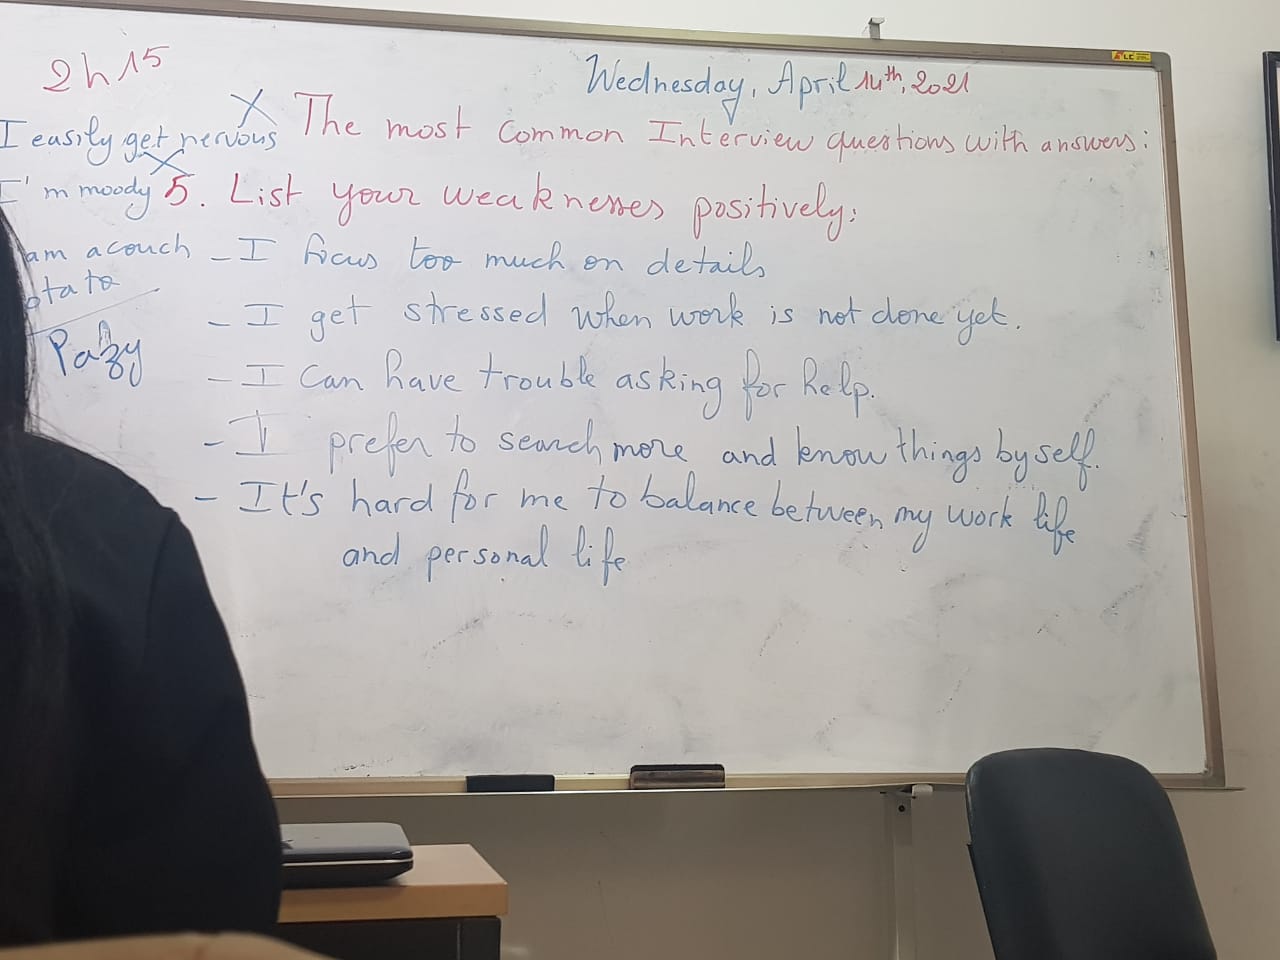 2h15
Wednesday, April 14th, 2021
I easily get nervous
The most common Interview questions with answers:
I'm moody
5. List your weaknesses positively:
am a couch
otato
- I focus too much on details
- I get stressed when work is not done yet.
- I can have trouble asking for help.
- I prefer to search more and know things by self.
- It's hard for me to balance between my work life
and personal life